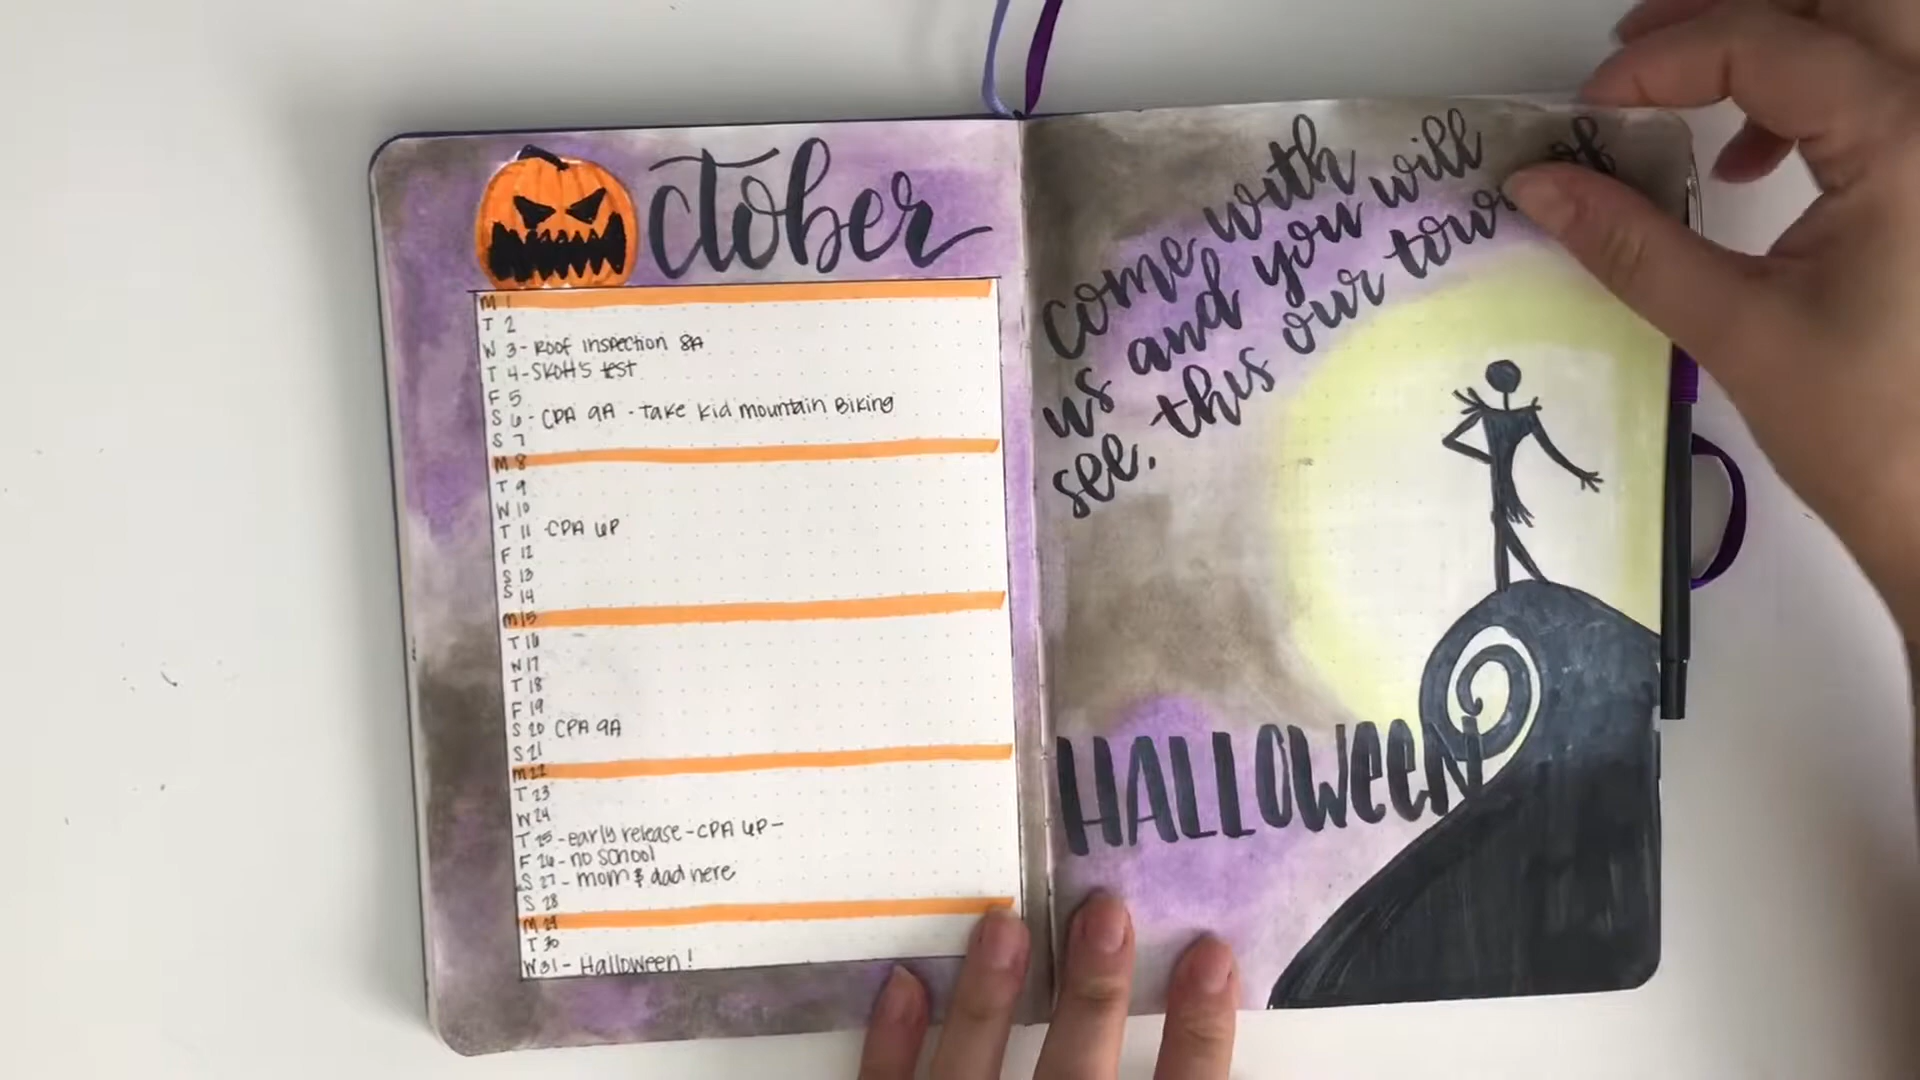 ctober
M 1
T 2
W 3 - Roof inspection 8A
T 4 - SKOH'S test
F 5
S 6 - CPA 9A - Take kid mountain Biking
S 7
M 8
T 9
W 10
T 11 - CPA 6P
F 12
S 13
S 14
M 15
T 16
W 17
T 18
F 19
S 20 CPA 9A
S 21
M 22
T 23
W 24
T 25 - early release - CPA 6P -
F 26 - no school
S 27 - mom & dad here
S 28
M 29
T 30
W 31 - Halloween!
come with
us and you will
see, this our town of
HALLOWEEN